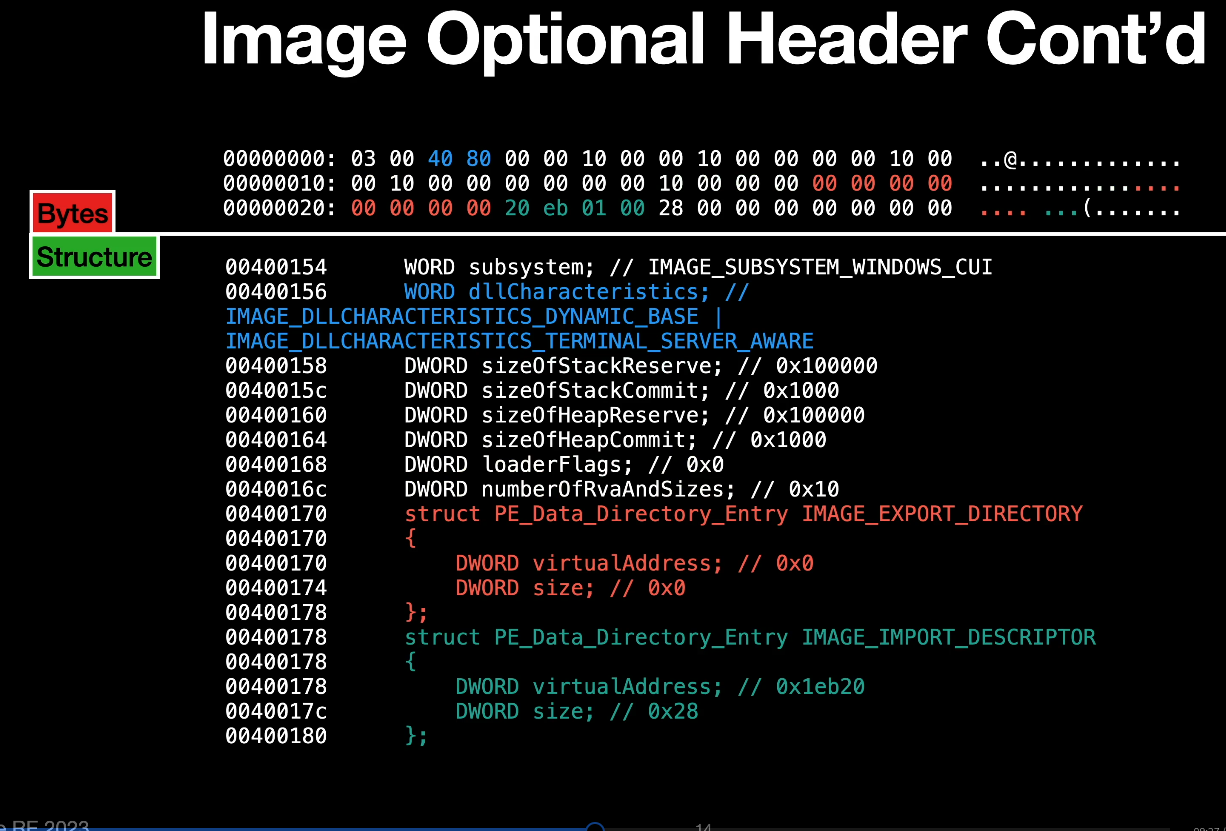 Image Optional Header Cont’d
00000000: 03 00 40 80 00 00 10 00 00 10 00 00 00 00 10 00  ..@.............
00000010: 00 10 00 00 00 00 00 00 10 00 00 00 00 00 00 00  ................
00000020: 00 00 00 00 20 eb 01 00 28 00 00 00 00 00 00 00  .... ...(.......
Bytes
Structure
00400154      WORD subsystem; // IMAGE_SUBSYSTEM_WINDOWS_CUI
00400156      WORD dllCharacteristics; //
IMAGE_DLLCHARACTERISTICS_DYNAMIC_BASE |
IMAGE_DLLCHARACTERISTICS_TERMINAL_SERVER_AWARE
00400158      DWORD sizeOfStackReserve; // 0x100000
0040015c      DWORD sizeOfStackCommit; // 0x1000
00400160      DWORD sizeOfHeapReserve; // 0x100000
00400164      DWORD sizeOfHeapCommit; // 0x1000
00400168      DWORD loaderFlags; // 0x0
0040016c      DWORD numberOfRvaAndSizes; // 0x10
00400170      struct PE_Data_Directory_Entry IMAGE_EXPORT_DIRECTORY
00400170      {
00400170          DWORD virtualAddress; // 0x0
00400174          DWORD size; // 0x0
00400178      };
00400178      struct PE_Data_Directory_Entry IMAGE_IMPORT_DESCRIPTOR
00400178      {
00400178          DWORD virtualAddress; // 0x1eb20
0040017c          DWORD size; // 0x28
00400180      };
RE 2023
14